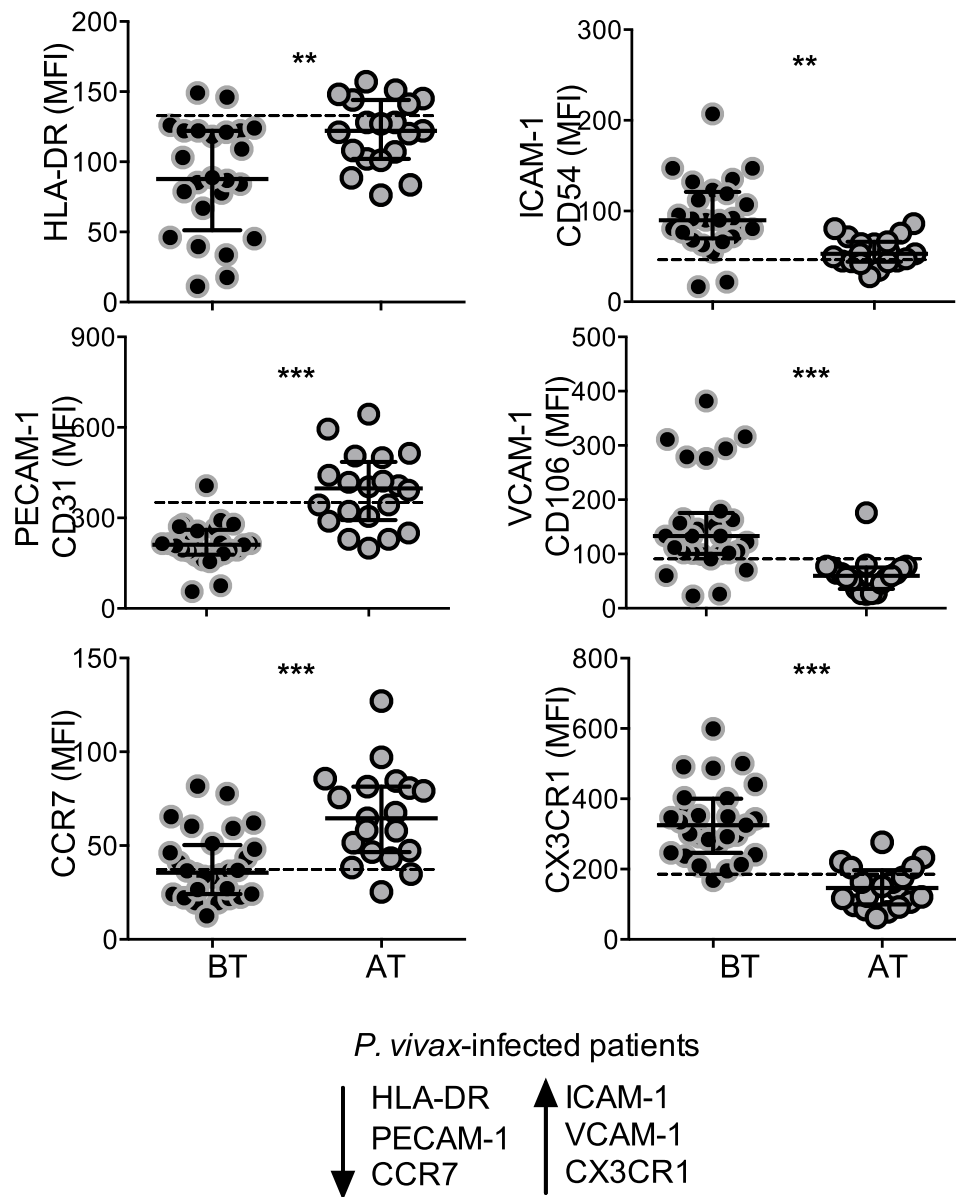 HLA-DR (MFI)
200
150
100
50
0
**
ICAM-1
CD54 (MFI)
300
200
100
0
**
PECAM-1
CD31 (MFI)
900
600
300
0
***
VCAM-1
CD106 (MFI)
500
400
300
200
100
0
***
CCR7 (MFI)
150
100
50
0
***
BT AT
CX3CR1 (MFI)
800
600
400
200
0
***
BT AT
P. vivax-infected patients
HLA-DR
PECAM-1
CCR7
ICAM-1
VCAM-1
CX3CR1